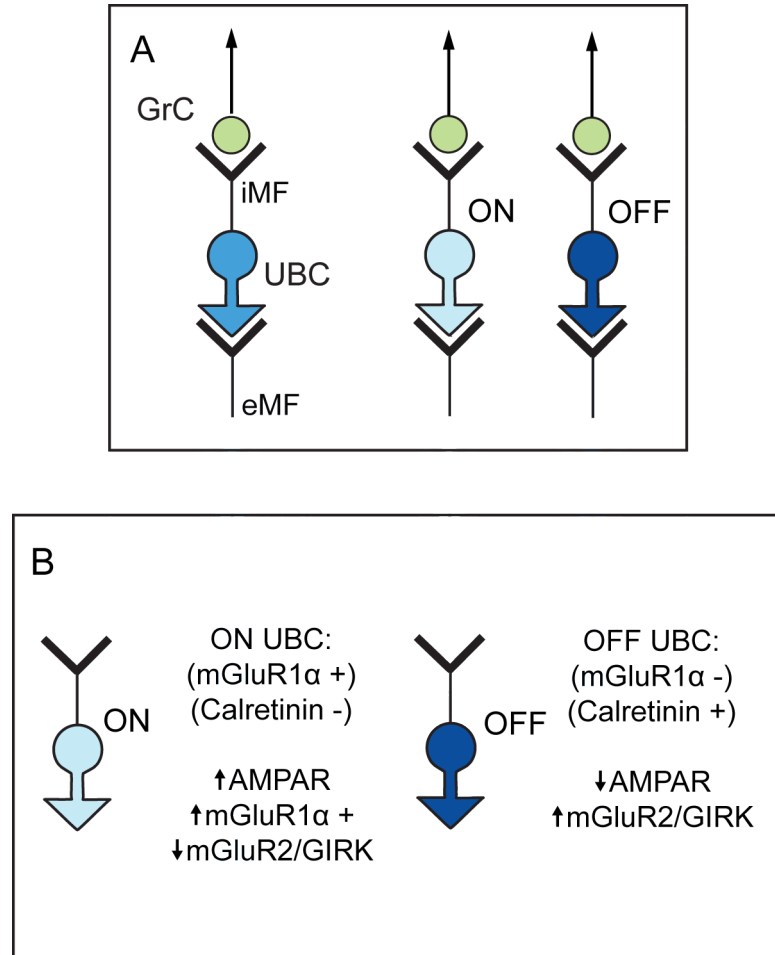 A
GrC
iMF
UBC
eMF
ON
OFF
B
ON
ON UBC:
(mGluR1α +)
(Calretinin -)
↑AMPAR
↑mGluR1α +
↓mGluR2/GIRK
OFF
OFF UBC:
(mGluR1α -)
(Calretinin +)
↓AMPAR
↑mGluR2/GIRK